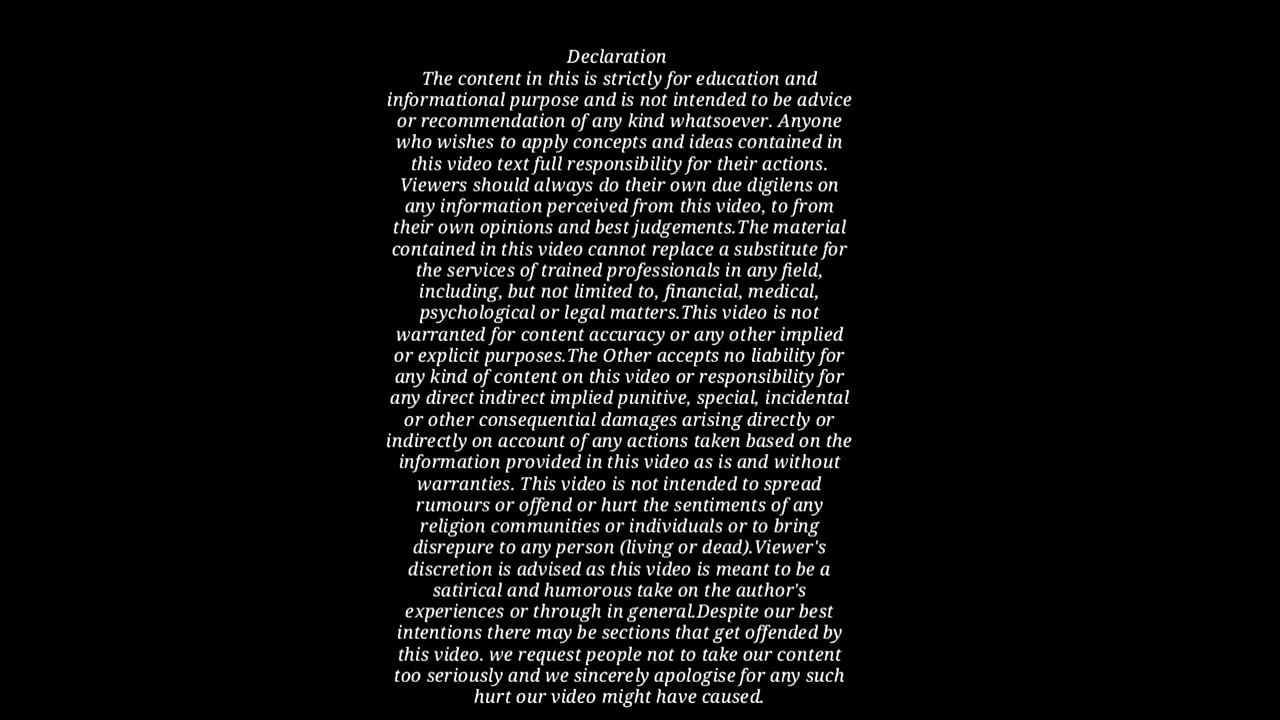 Declaration
The content in this is strictly for education and
informational purpose and is not intended to be advice
or recommendation of any kind whatsoever. Anyone
who wishes to apply concepts and ideas contained in
this video text full responsibility for their actions.
Viewers should always do their own due digilens on
any information perceived from this video, to from
their own opinions and best judgements.The material
contained in this video cannot replace a substitute for
the services of trained professionals in any field,
including, but not limited to, financial, medical,
psychological or legal matters.This video is not
warranted for content accuracy or any other implied
or explicit purposes.The Other accepts no liability for
any kind of content on this video or responsibility for
any direct indirect implied punitive, special, incidental
or other consequential damages arising directly or
indirectly on account of any actions taken based on the
information provided in this video as is and without
warranties. This video is not intended to spread
rumours or offend or hurt the sentiments of any
religion communities or individuals or to bring
disrepure to any person (living or dead).Viewer's
discretion is advised as this video is meant to be a
satirical and humorous take on the author's
experiences or through in general.Despite our best
intentions there may be sections that get offended by
this video. we request people not to take our content
too seriously and we sincerely apologise for any such
hurt our video might have caused.